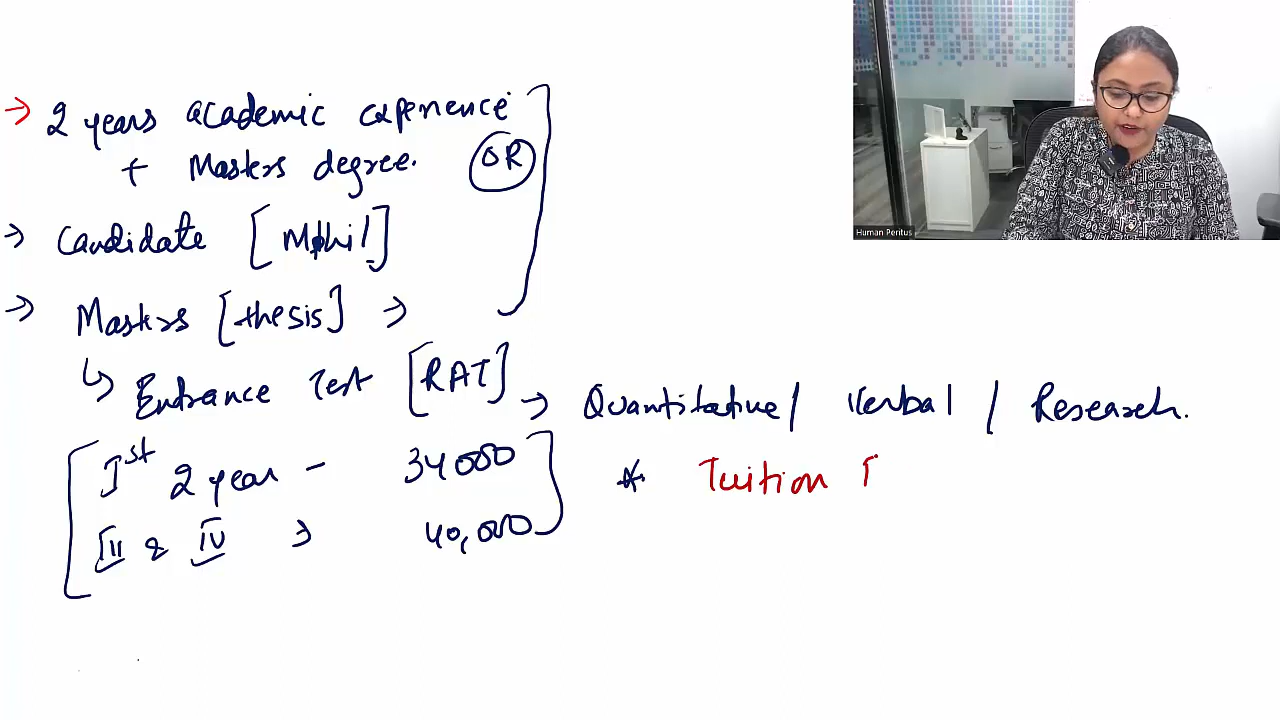 → 2 years academic experience
+ Masters degree. OR
→ Candidate [Mphil]
→ Masters [thesis] →
↳ Entrance Test [RAT]
→ Quantitative / Verbal / Research.
Ist 2 year - 34000
III & IV → 40,000
* Tuition F
Human Peritus